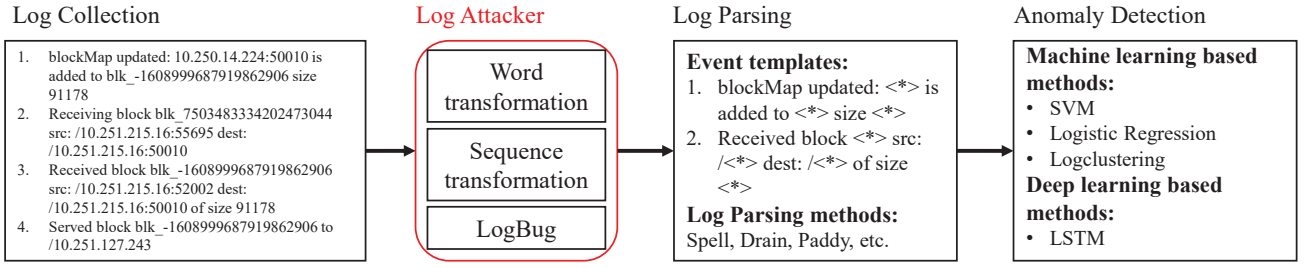 Log Collection
1. blockMap updated: 10.250.14.224:50010 is
added to blk_-1608999687919862906 size
91178
2. Receiving block blk_7503483334202473044
src: /10.251.215.16:55695 dest:
/10.251.215.16:50010
3. Received block blk_-1608999687919862906
src: /10.251.215.16:52002 dest:
/10.251.215.16:50010 of size 91178
4. Served block blk_-1608999687919862906 to
/10.251.127.243
Log Attacker
Word
transformation
Sequence
transformation
LogBug
Log Parsing
Event templates:
1. blockMap updated: <*> is
added to <*> size <*>
2. Received block <*> src:
/<*> dest: /<*> of size
<*>
Log Parsing methods:
Spell, Drain, Paddy, etc.
Anomaly Detection
Machine learning based
methods:
• SVM
• Logistic Regression
• Logclustering
Deep learning based
methods:
• LSTM